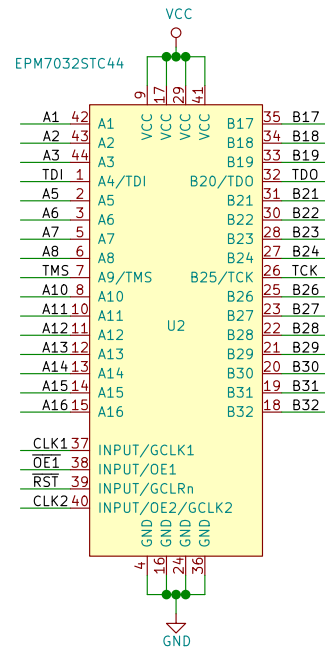 VCC
EPM7032STC44
9 17 29 41
VCC VCC VCC VCC
A1 42 A1 B17 35 B17
A2 43 A2 B18 34 B18
A3 44 A3 B19 33 B19
TDI 1 A4/TDI B20/TDO 32 TDO
A5 2 A5 B21 31 B21
A6 3 A6 B22 30 B22
A7 5 A7 B23 28 B23
A8 6 A8 B24 27 B24
TMS 7 A9/TMS B25/TCK 26 TCK
A10 8 A10 B26 25 B26
A11 10 A11 B27 23 B27
A12 11 A12 B28 22 B28
A13 12 A13 B29 21 B29
A14 13 A14 B30 20 B30
A15 14 A15 B31 19 B31
A16 15 A16 B32 18 B32
U2
CLK1 37 INPUT/GCLK1
OE1 38 INPUT/OE1
RST 39 INPUT/GCLRn
CLK2 40 INPUT/OE2/GCLK2
GND GND GND GND
4 16 24 36
GND